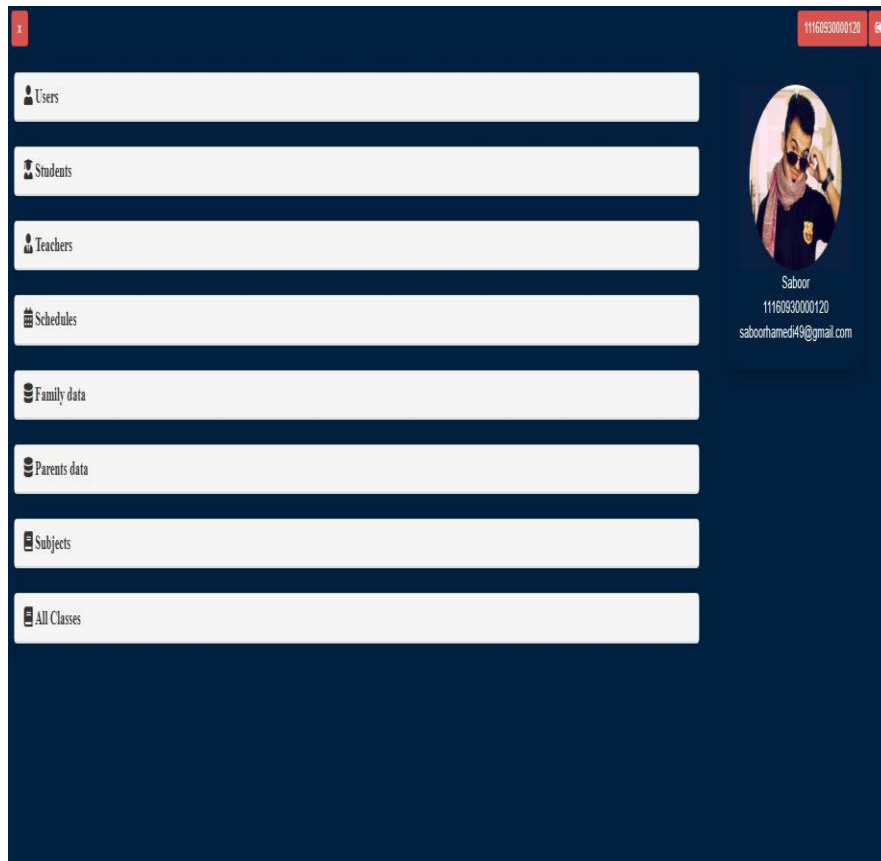 x
11160930000120
Users
Students
Teachers
Schedules
Family data
Parents data
Subjects
All Classes
Saboor
11160930000120
saboorhamedi49@gmail.com